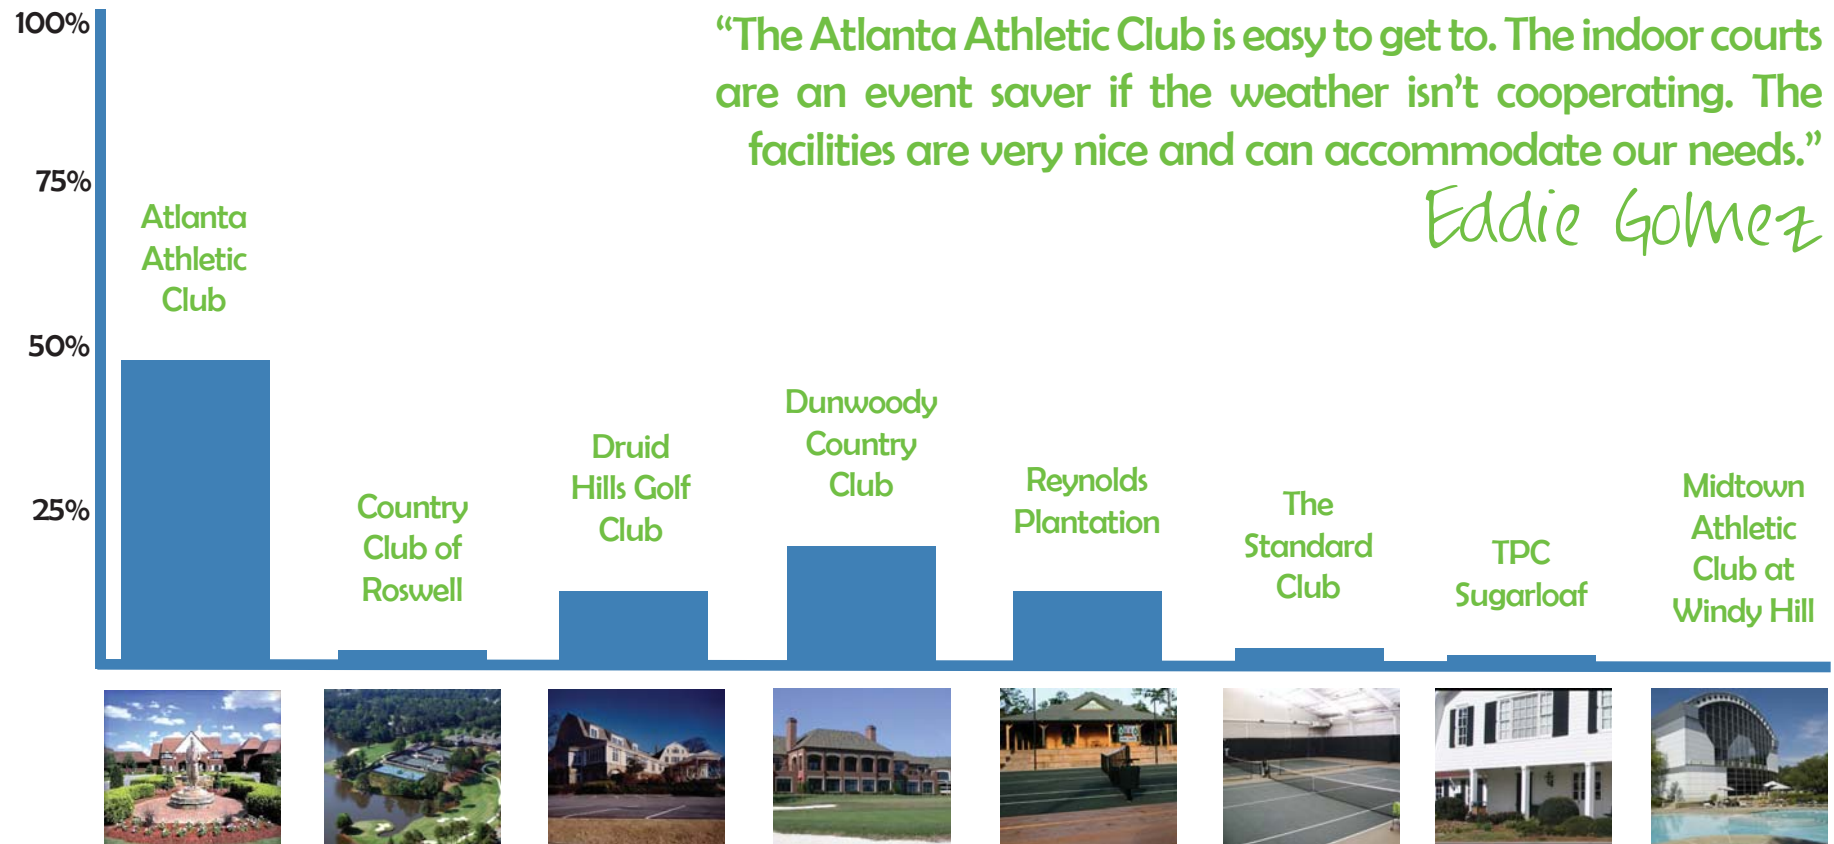 100%
“The Atlanta Athletic Club is easy to get to. The indoor courts
are an event saver if the weather isn’t cooperating. The
facilities are very nice and can accommodate our needs.”
Eddie Gomez
75%
50%
25%
Atlanta
Athletic
Club
Country
Club of
Roswell
Druid
Hills Golf
Club
Dunwoody
Country
Club
Reynolds
Plantation
The
Standard
Club
TPC
Sugarloaf
Midtown
Athletic
Club at
Windy Hill